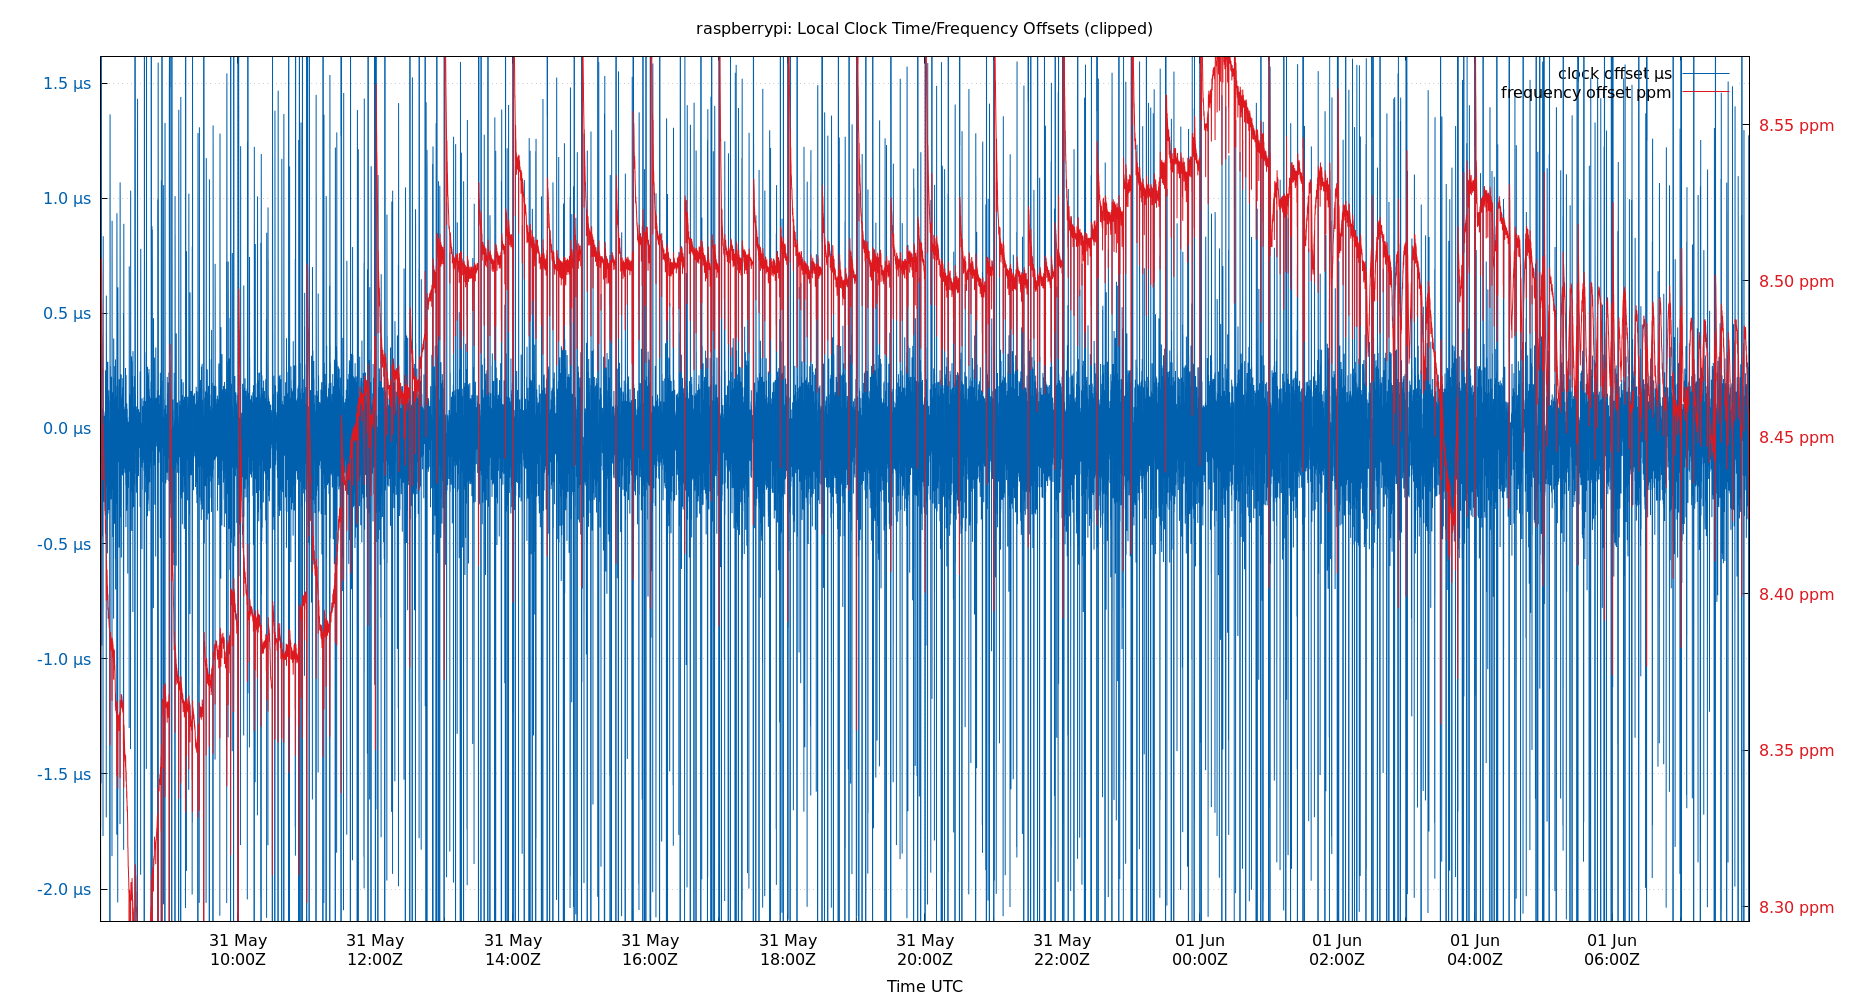 raspberrypi: Local Clock Time/Frequency Offsets (clipped)
clock offset µs
frequency offset ppm
1.5 µs
1.0 µs
0.5 µs
0.0 µs
-0.5 µs
-1.0 µs
-1.5 µs
-2.0 µs
8.55 ppm
8.50 ppm
8.45 ppm
8.40 ppm
8.35 ppm
8.30 ppm
31 May 31 May 31 May 31 May 31 May 31 May 31 May 01 Jun 01 Jun 01 Jun 01 Jun
10:00Z 12:00Z 14:00Z 16:00Z 18:00Z 20:00Z 22:00Z 00:00Z 02:00Z 04:00Z 06:00Z
Time UTC